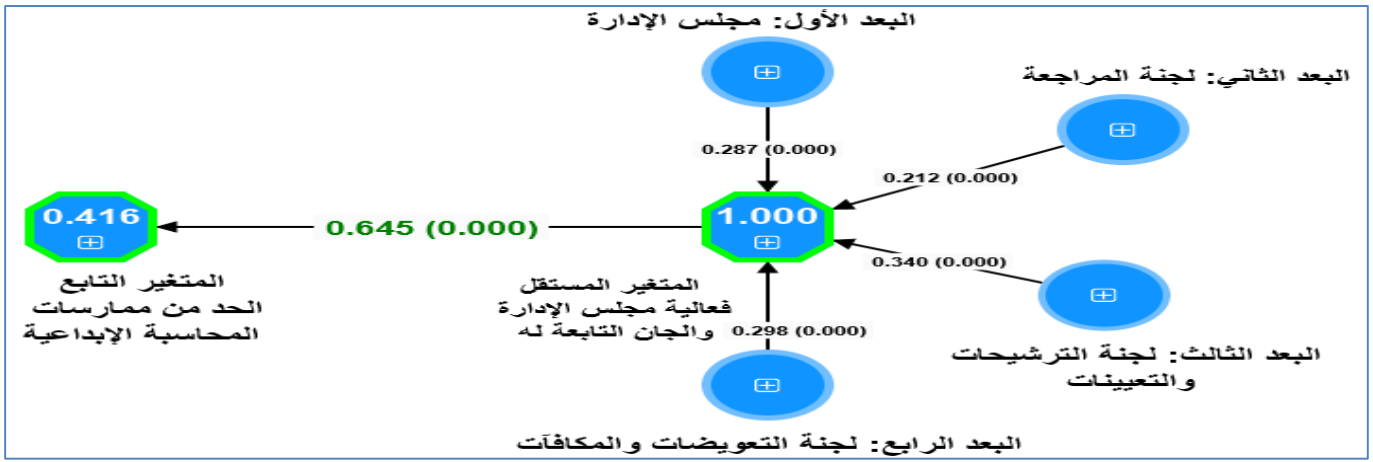 البعد الأول: مجلس الإدارة
البعد الثاني: لجنة المراجعة
0.287 (0.000)
0.212 (0.000)
0.416
0.645 (0.000)
1.000
0.340 (0.000)
المتغير التابع
الحد من ممارسات
المحاسبة الإبداعية
المتغير المستقل
فعالية مجلس الإدارة
والجان التابعة له
0.298 (0.000)
البعد الثالث: لجنة الترشيحات
والتعيينات
البعد الرابع: لجنة التعويضات والمكافآت